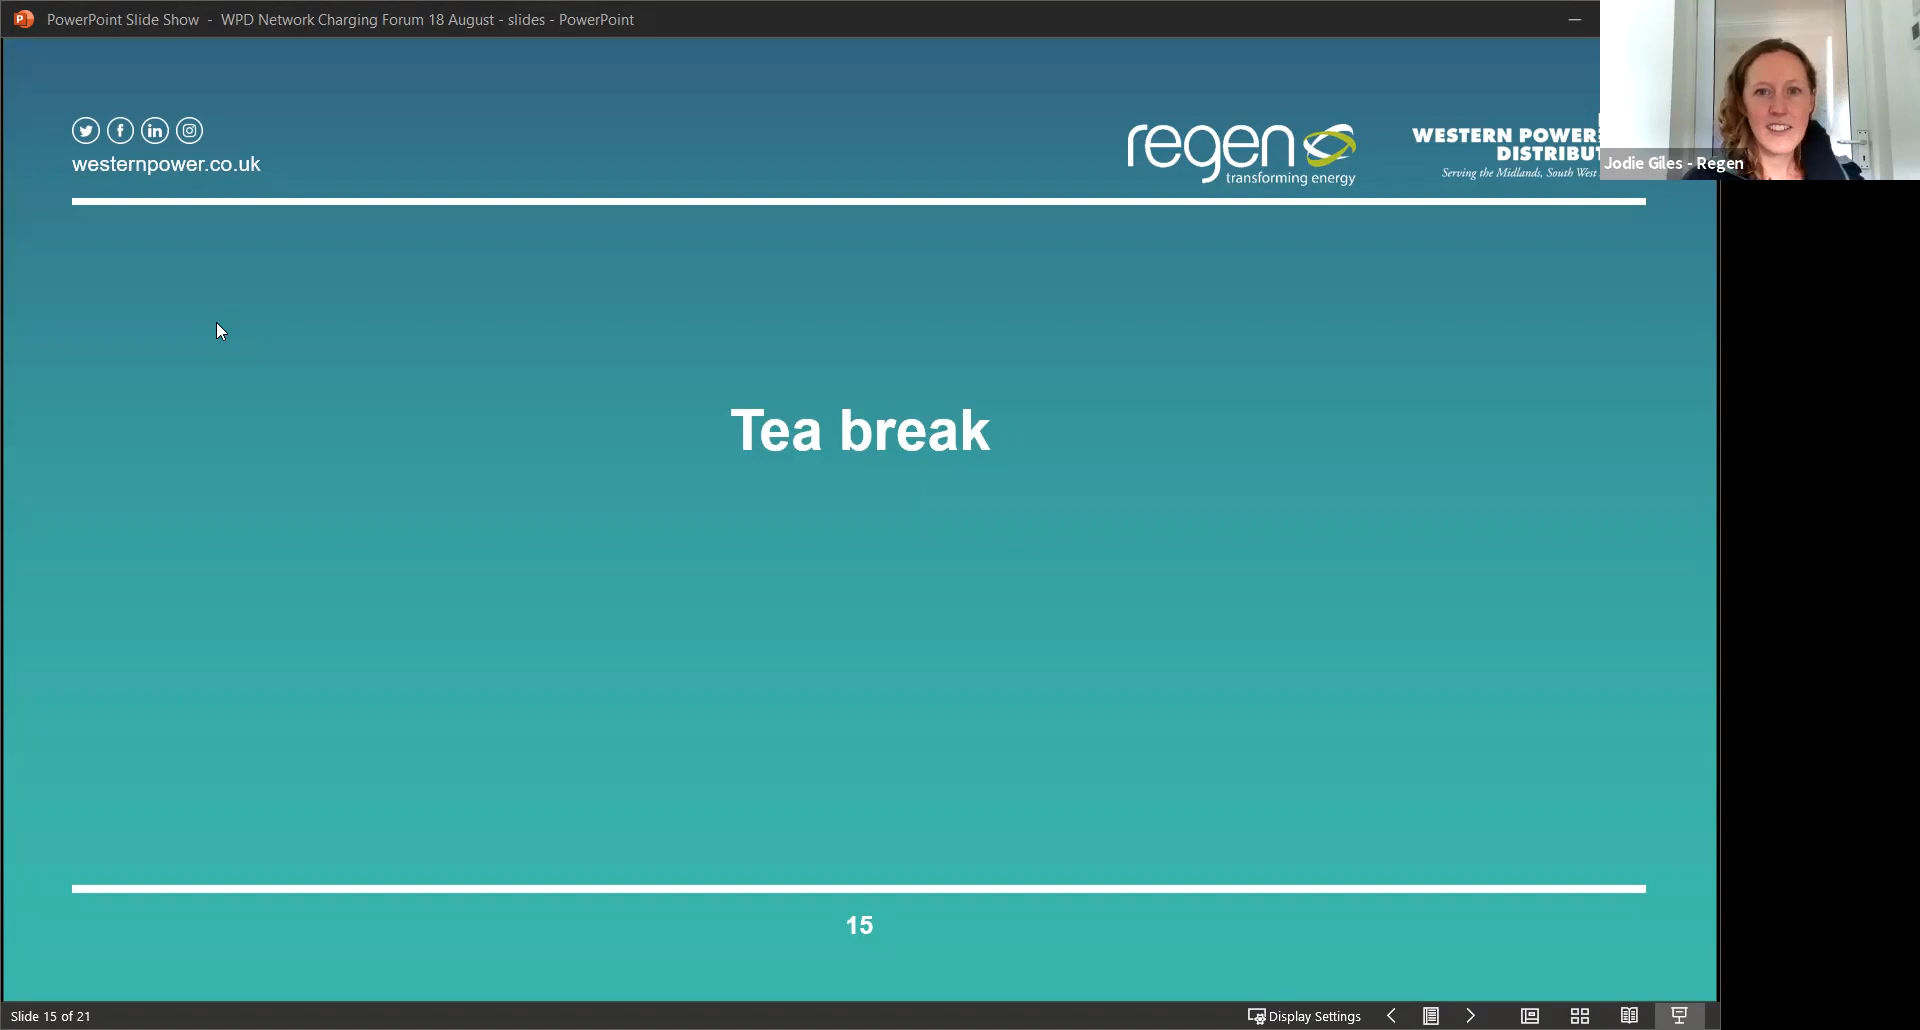 PowerPoint Slide Show - WPD Network Charging Forum 18 August - slides - PowerPoint
westernpower.co.uk
regen
transforming energy
WESTERN POWER
DISTRIBUT
Serving the Midlands, South West
Jodie Giles - Regen
Tea break
15
Slide 15 of 21
Display Settings